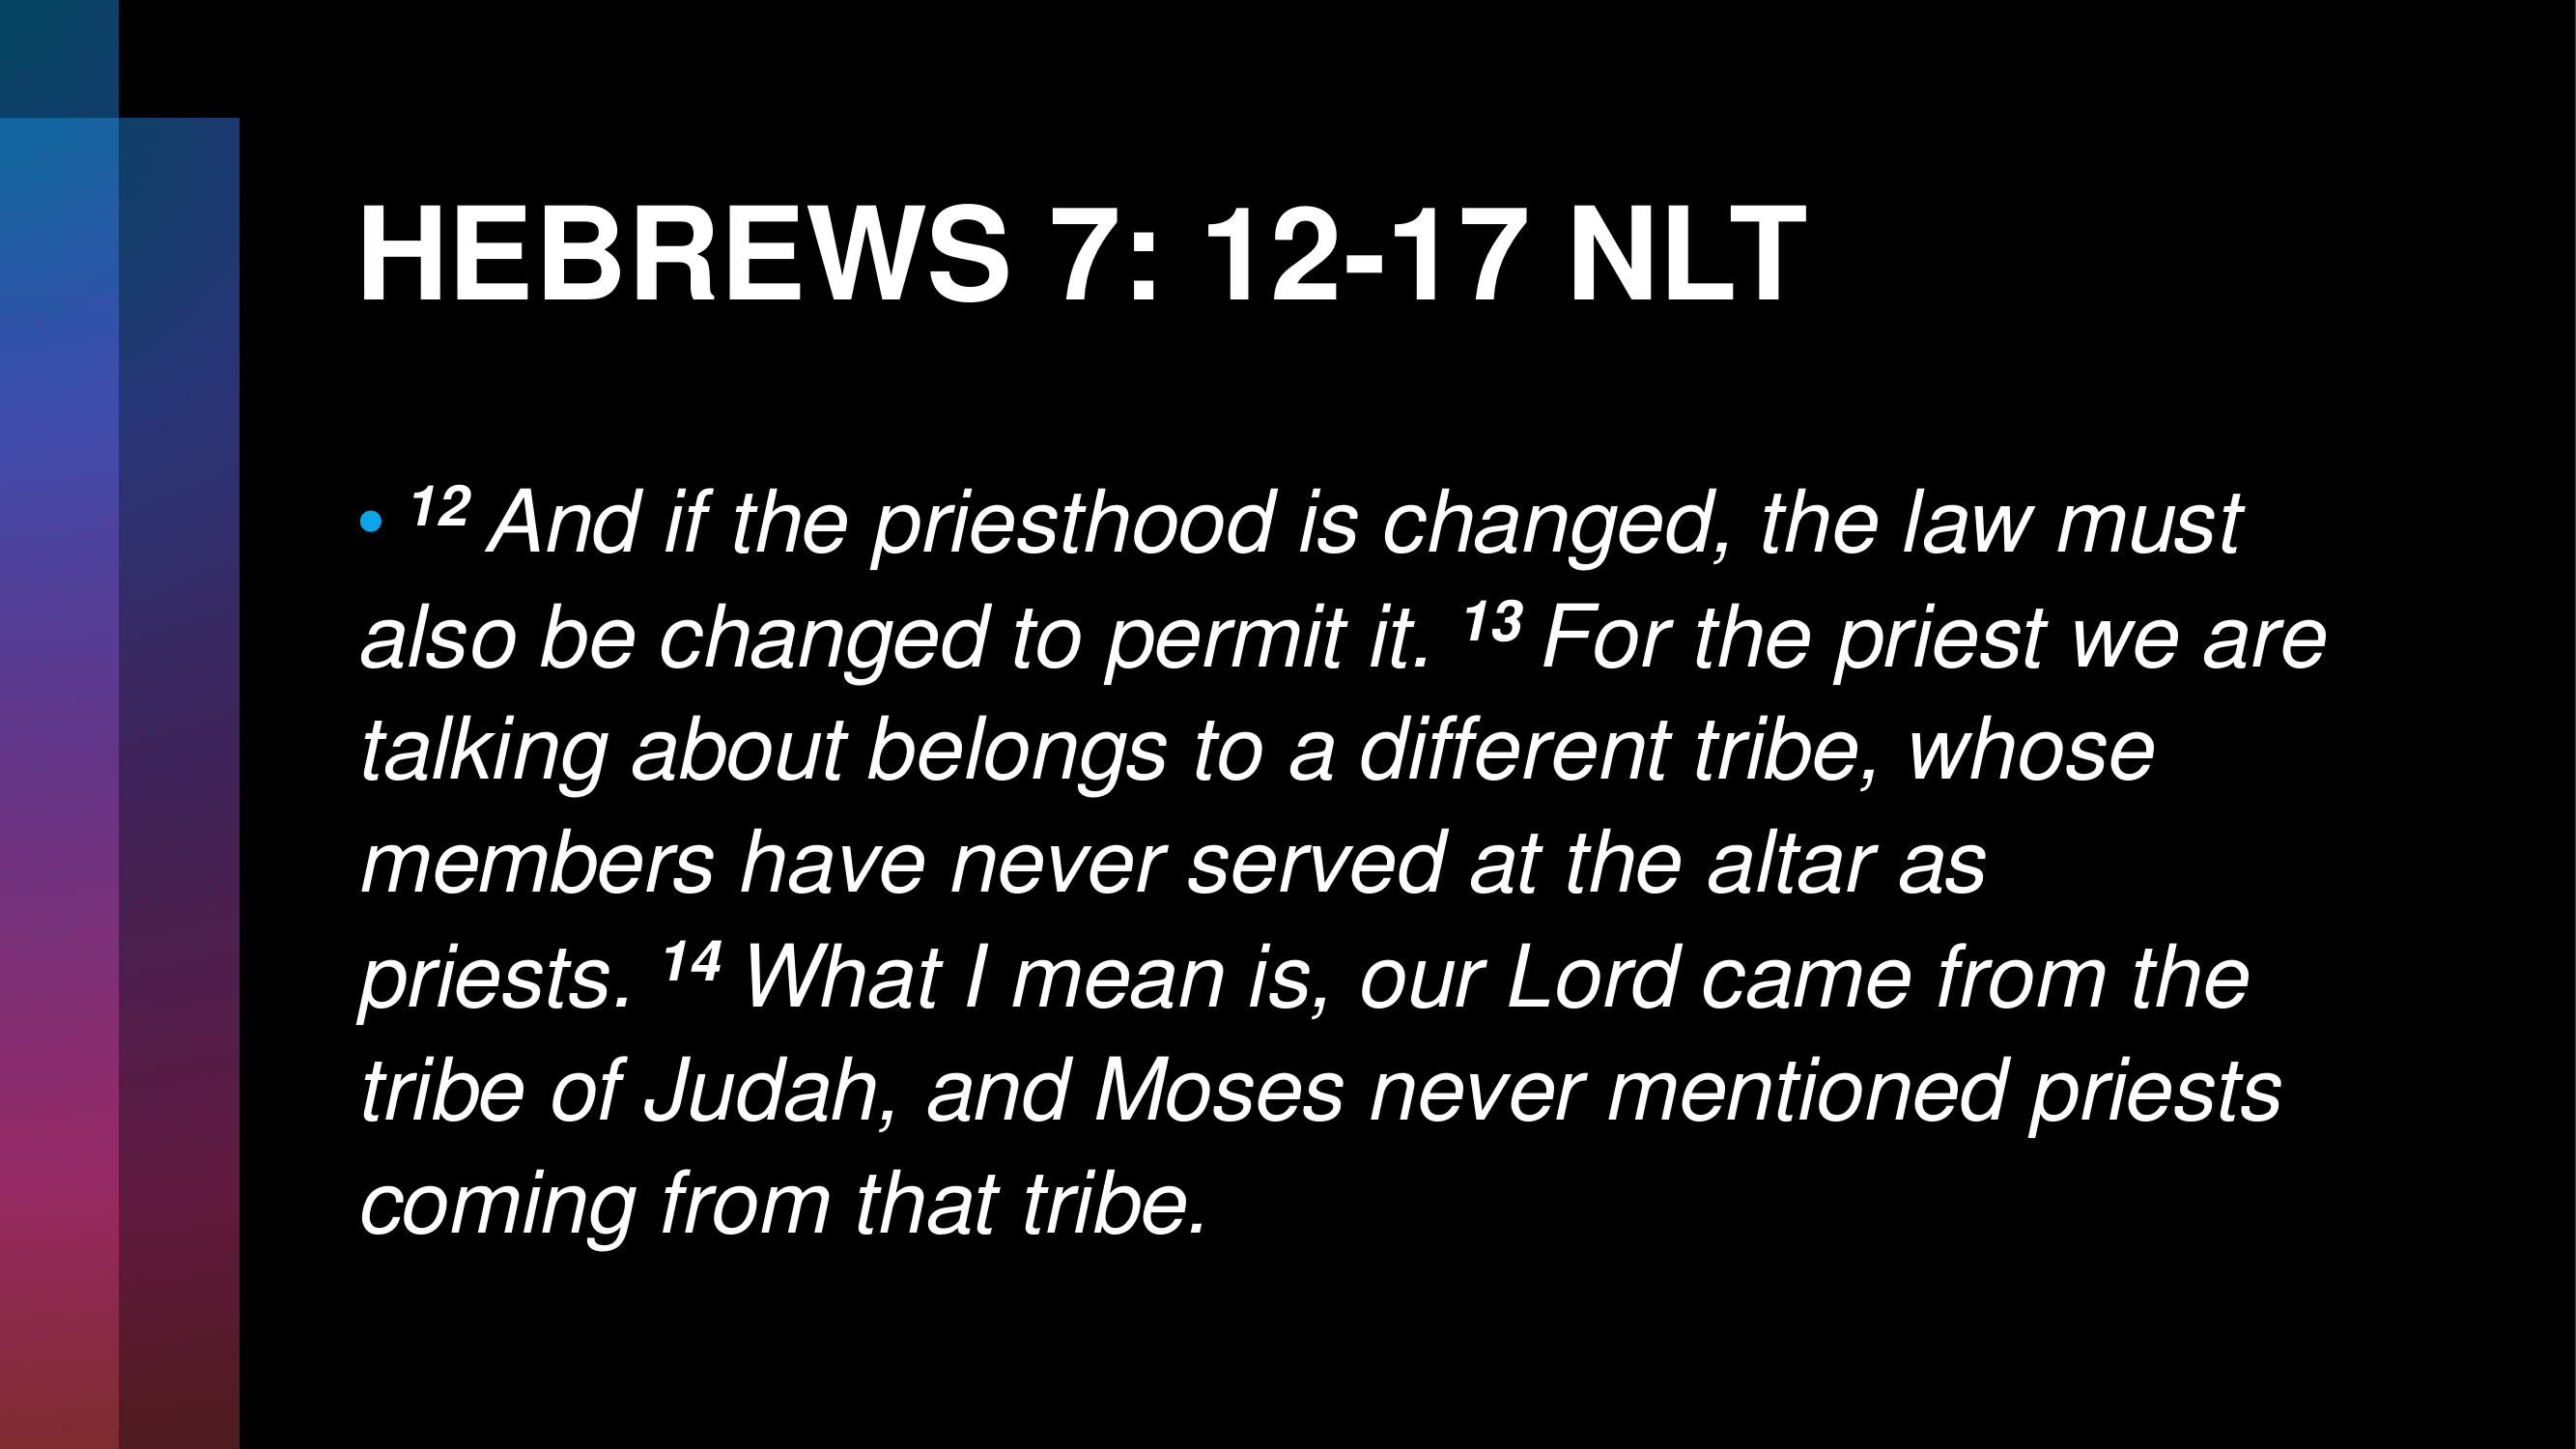 HEBREWS 7: 12-17 NLT
• 12 And if the priesthood is changed, the law must
also be changed to permit it. 13 For the priest we are
talking about belongs to a different tribe, whose
members have never served at the altar as
priests. 14 What I mean is, our Lord came from the
tribe of Judah, and Moses never mentioned priests
coming from that tribe.